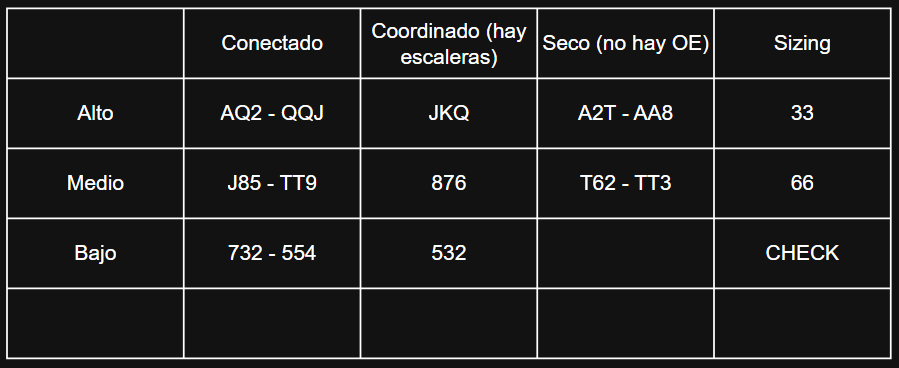 Conectado
Coordinado (hay
escaleras)
Seco (no hay OE)
Sizing
Alto
AQ2 - QQJ
JKQ
A2T - AA8
33
Medio
J85 - TT9
876
T62 - TT3
66
Bajo
732 - 554
532
CHECK